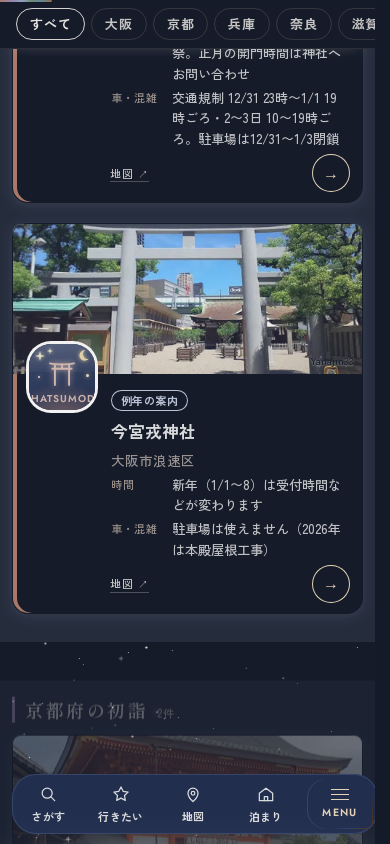 すべて 大阪 京都 兵庫 奈良 滋賀
祭。正月の開門時間は神社へ
お問い合わせ
車・混雑 交通規制 12/31 23時〜1/1 19
時ごろ・2〜3日 10〜19時ご
ろ。駐車場は12/31〜1/3閉鎖
地図 ↗ →
HATSUMOD
例年の案内
今宮戎神社
大阪市浪速区
時間 新年（1/1〜8）は受付時間な
どが変わります
車・混雑 駐車場は使えません（2026年
は本殿屋根工事）
地図 ↗ →
京都府の初詣
さがす 行きたい 地図 泊まり MENU